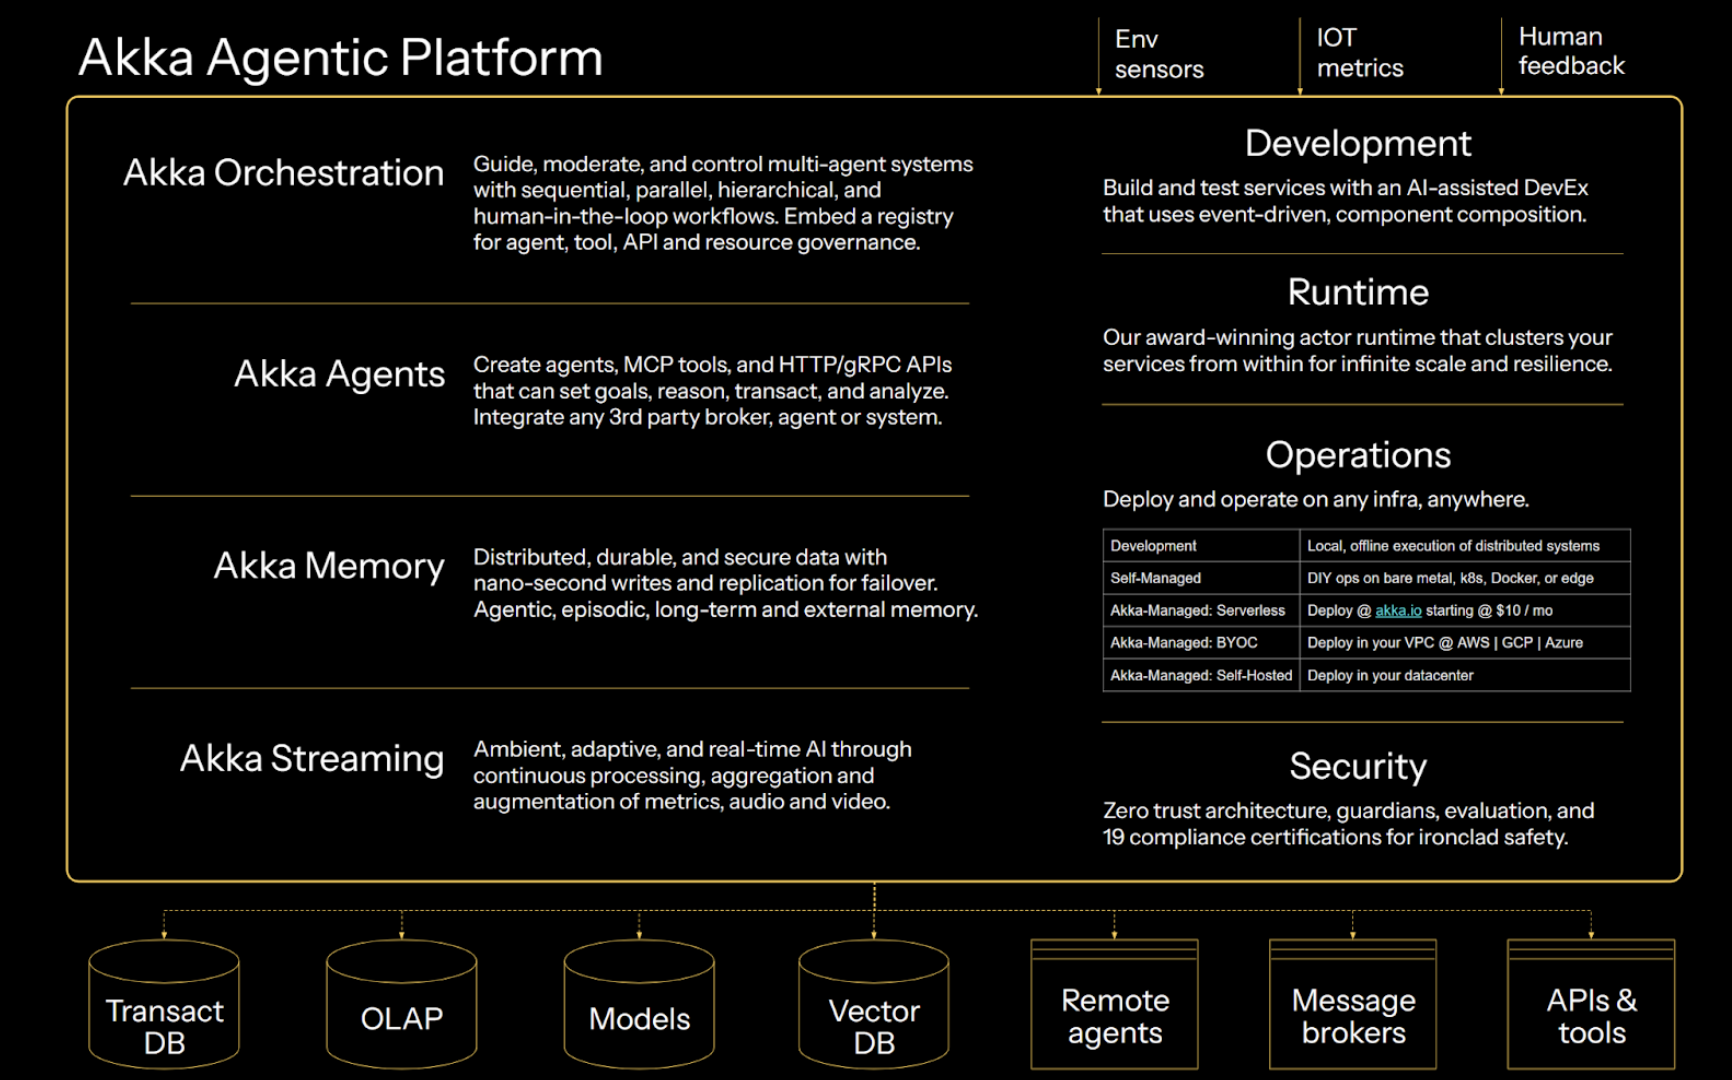 Akka Agentic Platform
Env
sensors
IOT
metrics
Human
feedback
Akka Orchestration
Guide, moderate, and control multi-agent systems
with sequential, parallel, hierarchical, and
human-in-the-loop workflows. Embed a registry
for agent, tool, API and resource governance.
Akka Agents
Create agents, MCP tools, and HTTP/gRPC APIs
that can set goals, reason, transact, and analyze.
Integrate any 3rd party broker, agent or system.
Akka Memory
Distributed, durable, and secure data with
nano-second writes and replication for failover.
Agentic, episodic, long-term and external memory.
Akka Streaming
Ambient, adaptive, and real-time AI through
continuous processing, aggregation and
augmentation of metrics, audio and video.
Development
Build and test services with an AI-assisted DevEx
that uses event-driven, component composition.
Runtime
Our award-winning actor runtime that clusters your
services from within for infinite scale and resilience.
Operations
Deploy and operate on any infra, anywhere.
Development Local, offline execution of distributed systems
Self-Managed DIY ops on bare metal, k8s, Docker, or edge
Akka-Managed: Serverless Deploy @ akka.io starting @ $10 / mo
Akka-Managed: BYOC Deploy in your VPC @ AWS | GCP | Azure
Akka-Managed: Self-Hosted Deploy in your datacenter
Security
Zero trust architecture, guardians, evaluation, and
19 compliance certifications for ironclad safety.
Transact
DB
OLAP
Models
Vector
DB
Remote
agents
Message
brokers
APIs &
tools